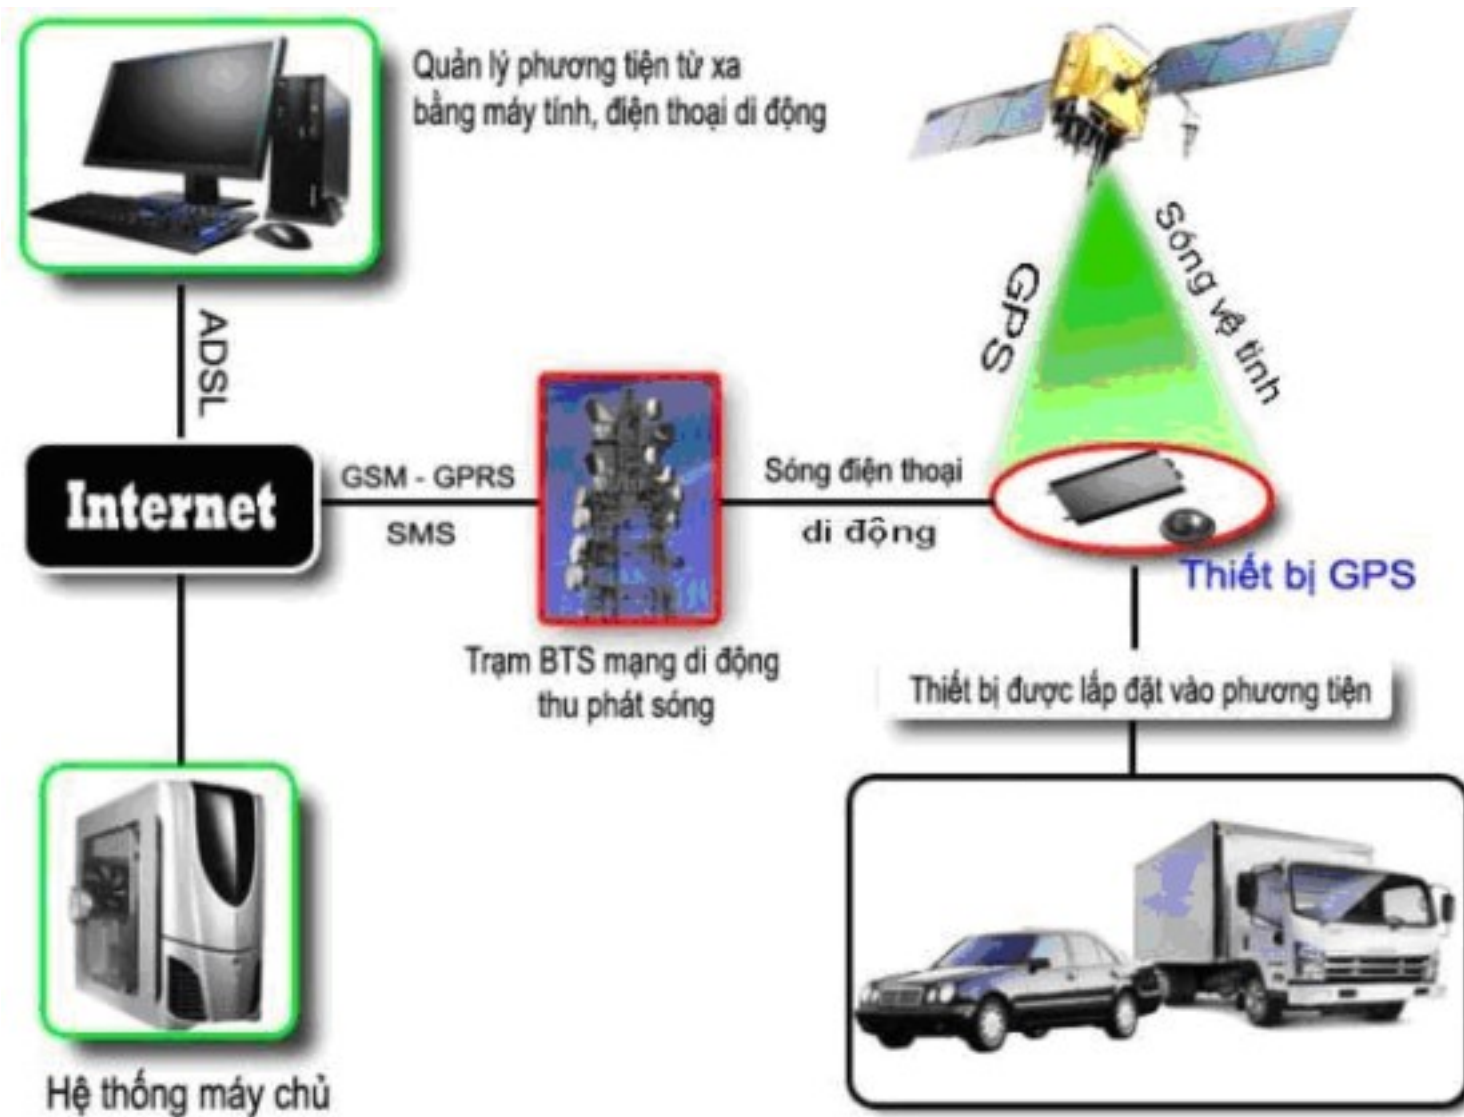 Quản lý phương tiện từ xa
bằng máy tính, điện thoại di động
GPS
Sóng vệ tinh
ADSL
Internet
GSM - GPRS
SMS
Sóng điện thoại
di động
Thiết bị GPS
Trạm BTS mạng di động
thu phát sóng
Thiết bị được lắp đặt vào phương tiện
Hệ thống máy chủ